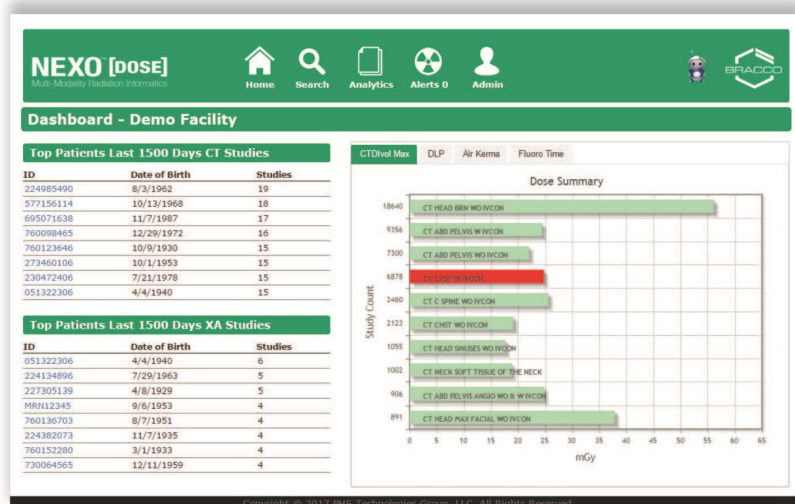 NEXO™ [DOSE]
Multi-Modality Radiation Informatics
Home Search Analytics Alerts 0 Admin
BRACCO
Dashboard - Demo Facility
Top Patients Last 1500 Days CT Studies
ID Date of Birth Studies
224985490 8/3/1962 19
577156114 10/13/1968 18
695071638 11/7/1987 17
760098465 12/29/1972 16
760123646 10/9/1930 15
273460106 10/1/1953 15
230472406 7/21/1978 15
051322306 4/4/1940 15
Top Patients Last 1500 Days XA Studies
ID Date of Birth Studies
051322306 4/4/1940 6
224134896 7/29/1963 5
227305139 4/8/1929 5
MRN12345 9/6/1953 4
760136703 8/7/1951 4
224382073 11/7/1935 4
760152280 3/1/1933 4
730064565 12/11/1959 4
CTDIvol Max DLP Air Kerma Fluoro Time
Dose Summary
Study Count
18640 CT HEAD BRN WO IVCON
9356 CT ABD PELVIS W IVCON
7300 CT ABD PELVIS WO IVCON
6878 CT CHST W IVCON
2460 CT C SPINE WO IVCON
2123 CT CHST WO IVCON
1055 CT HEAD SINUSES WO IVCON
1002 CT NECK SOFT TISSUE OF THE NECK
906 CT ABD PELVIS ANGIO WO & W IVCON
891 CT HEAD MAX FACIAL WO IVCON
0 5 10 15 20 25 30 35 40 45 50 55 60 65
mGy
Copyright © 2017 PHS Technologies Group, LLC. All Rights Reserved